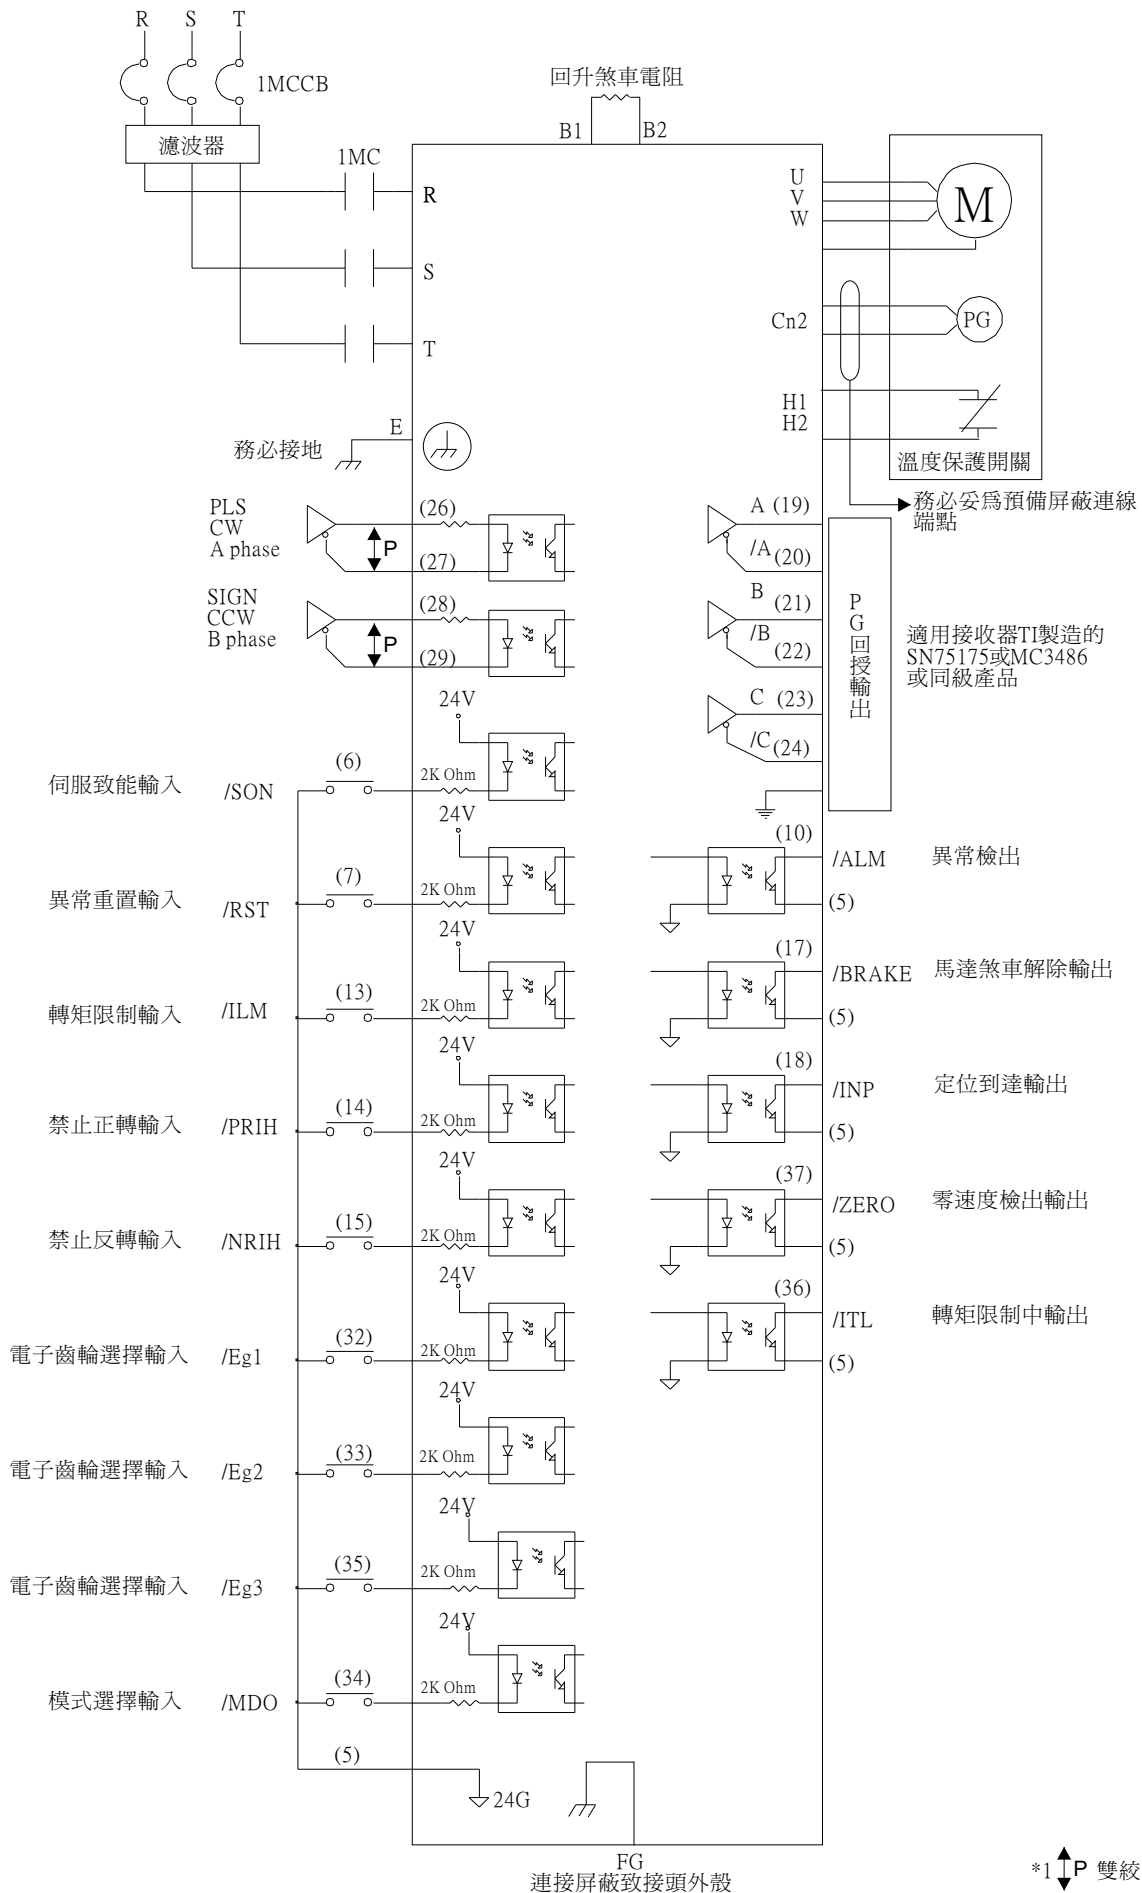 R S T
1MCCB
濾波器
1MC
回升煞車電阻
B1 B2
R
S
T
E
務必接地
U
V
W
M
Cn2
PG
H1
H2
溫度保護開關
務必妥為預備屏蔽連線
端點
PLS
CW
A phase
P
(26)
(27)
SIGN
CCW
B phase
P
(28)
(29)
A (19)
/A (20)
B (21)
/B (22)
C (23)
/C (24)
PG回授輸出
適用接收器TI製造的
SN75175或MC3486
或同級產品
24V
伺服致能輸入 /SON (6) 2K Ohm
24V
異常重置輸入 /RST (7) 2K Ohm
24V
轉矩限制輸入 /ILM (13) 2K Ohm
24V
禁止正轉輸入 /PRIH (14) 2K Ohm
24V
禁止反轉輸入 /NRIH (15) 2K Ohm
24V
電子齒輪選擇輸入 /Eg1 (32) 2K Ohm
24V
電子齒輪選擇輸入 /Eg2 (33) 2K Ohm
24V
電子齒輪選擇輸入 /Eg3 (35) 2K Ohm
24V
模式選擇輸入 /MDO (34) 2K Ohm
(5)
24G
(10)
/ALM 異常檢出
(5)
(17)
/BRAKE 馬達煞車解除輸出
(5)
(18)
/INP 定位到達輸出
(5)
(37)
/ZERO 零速度檢出輸出
(5)
(36)
/ITL 轉矩限制中輸出
(5)
FG
連接屏蔽致接頭外殼
*1 P 雙絞